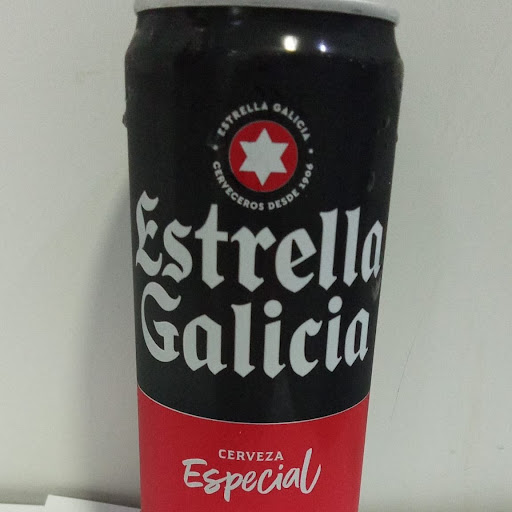 ESTRELLA GALICIA
CERVECEROS DESDE 1906
Estrella
Galicia
CERVEZA
Especial